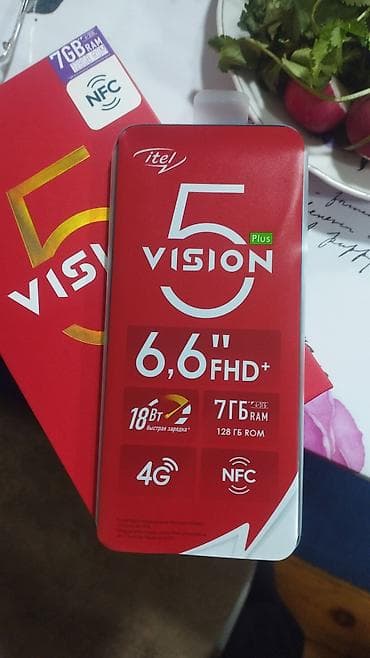 7GB RAM
NFC
5
VISI
itel
5
Plus
VISION
6,6"
FHD+
18Вт
быстрая зарядка*
7ГБ
RAM
128 ГБ ROM
4G
NFC